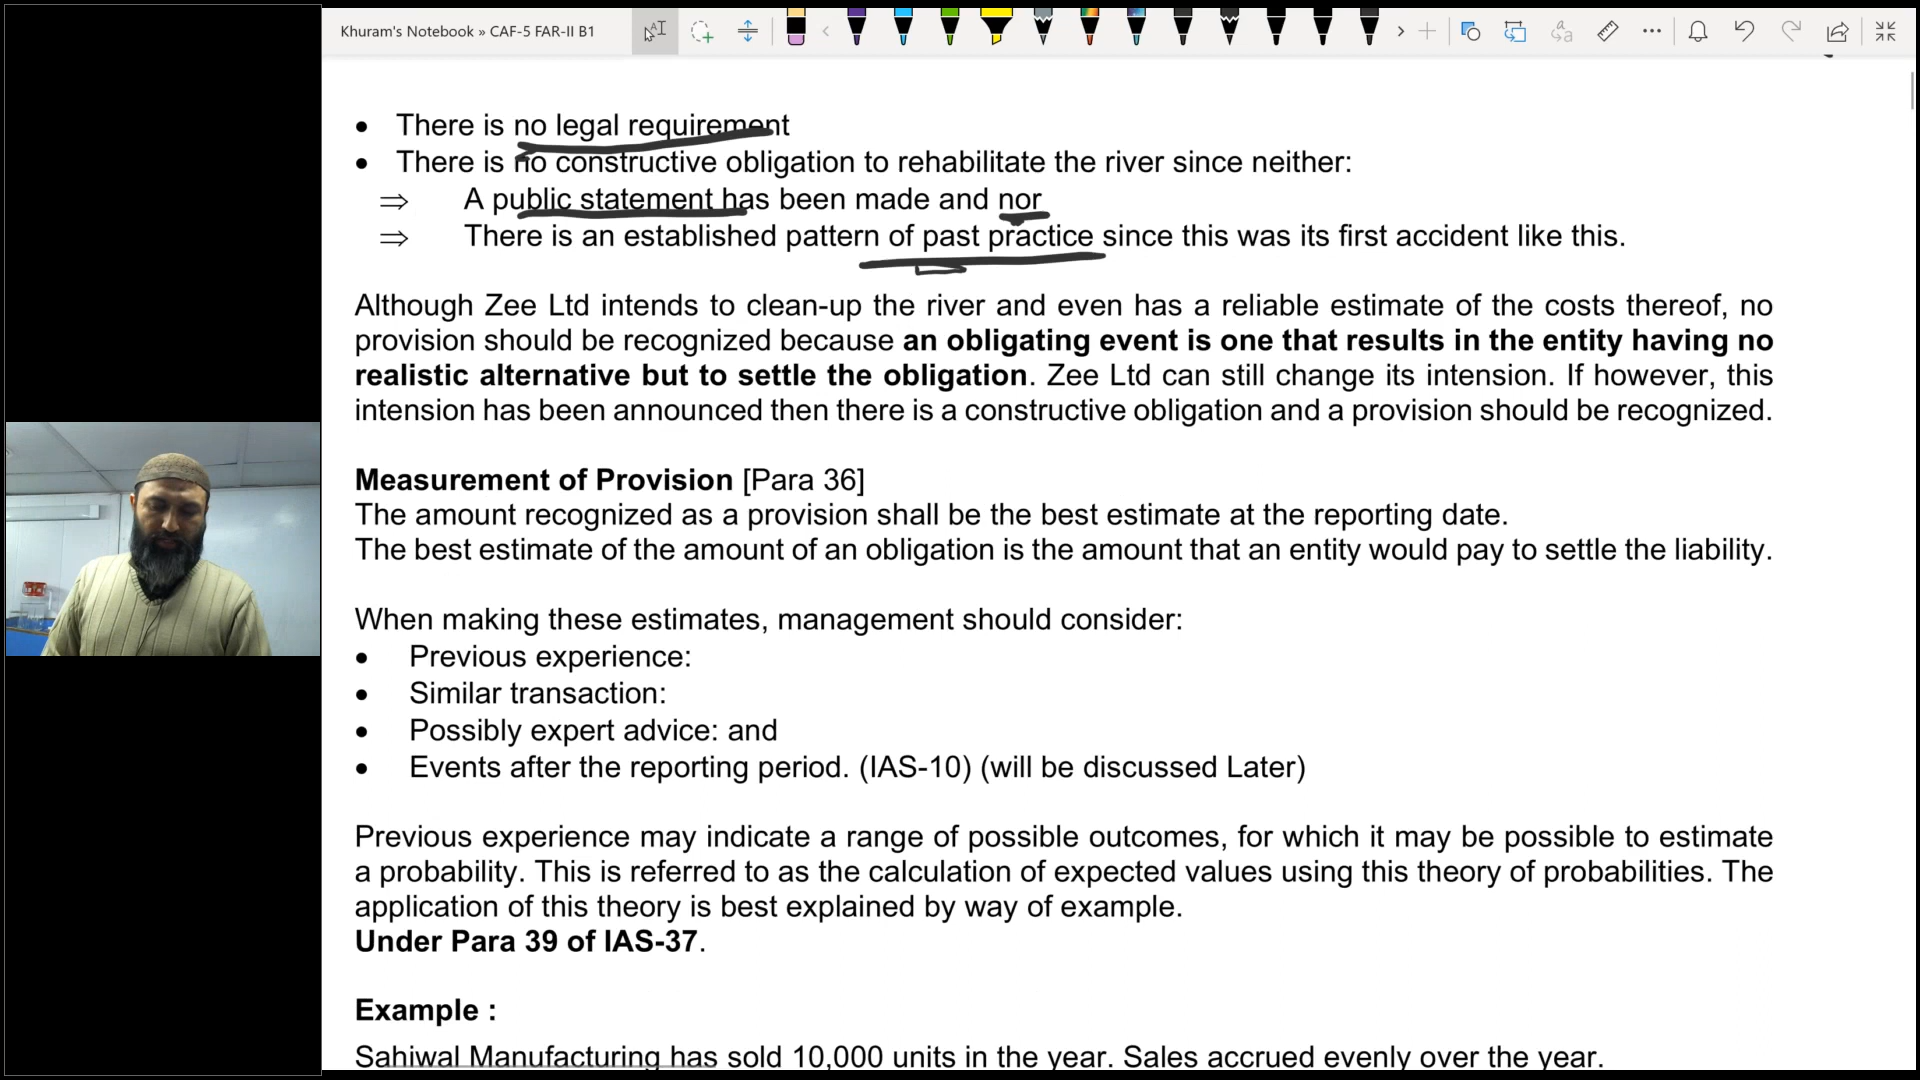 Khuram's Notebook » CAF-5 FAR-II B1
• There is no legal requirement
• There is no constructive obligation to rehabilitate the river since neither:
⇒ A public statement has been made and nor
⇒ There is an established pattern of past practice since this was its first accident like this.
Although Zee Ltd intends to clean-up the river and even has a reliable estimate of the costs thereof, no
provision should be recognized because an obligating event is one that results in the entity having no
realistic alternative but to settle the obligation. Zee Ltd can still change its intension. If however, this
intension has been announced then there is a constructive obligation and a provision should be recognized.
Measurement of Provision [Para 36]
The amount recognized as a provision shall be the best estimate at the reporting date.
The best estimate of the amount of an obligation is the amount that an entity would pay to settle the liability.
When making these estimates, management should consider:
• Previous experience:
• Similar transaction:
• Possibly expert advice: and
• Events after the reporting period. (IAS-10) (will be discussed Later)
Previous experience may indicate a range of possible outcomes, for which it may be possible to estimate
a probability. This is referred to as the calculation of expected values using this theory of probabilities. The
application of this theory is best explained by way of example.
Under Para 39 of IAS-37.
Example :
Sahiwal Manufacturing has sold 10,000 units in the year. Sales accrued evenly over the year.